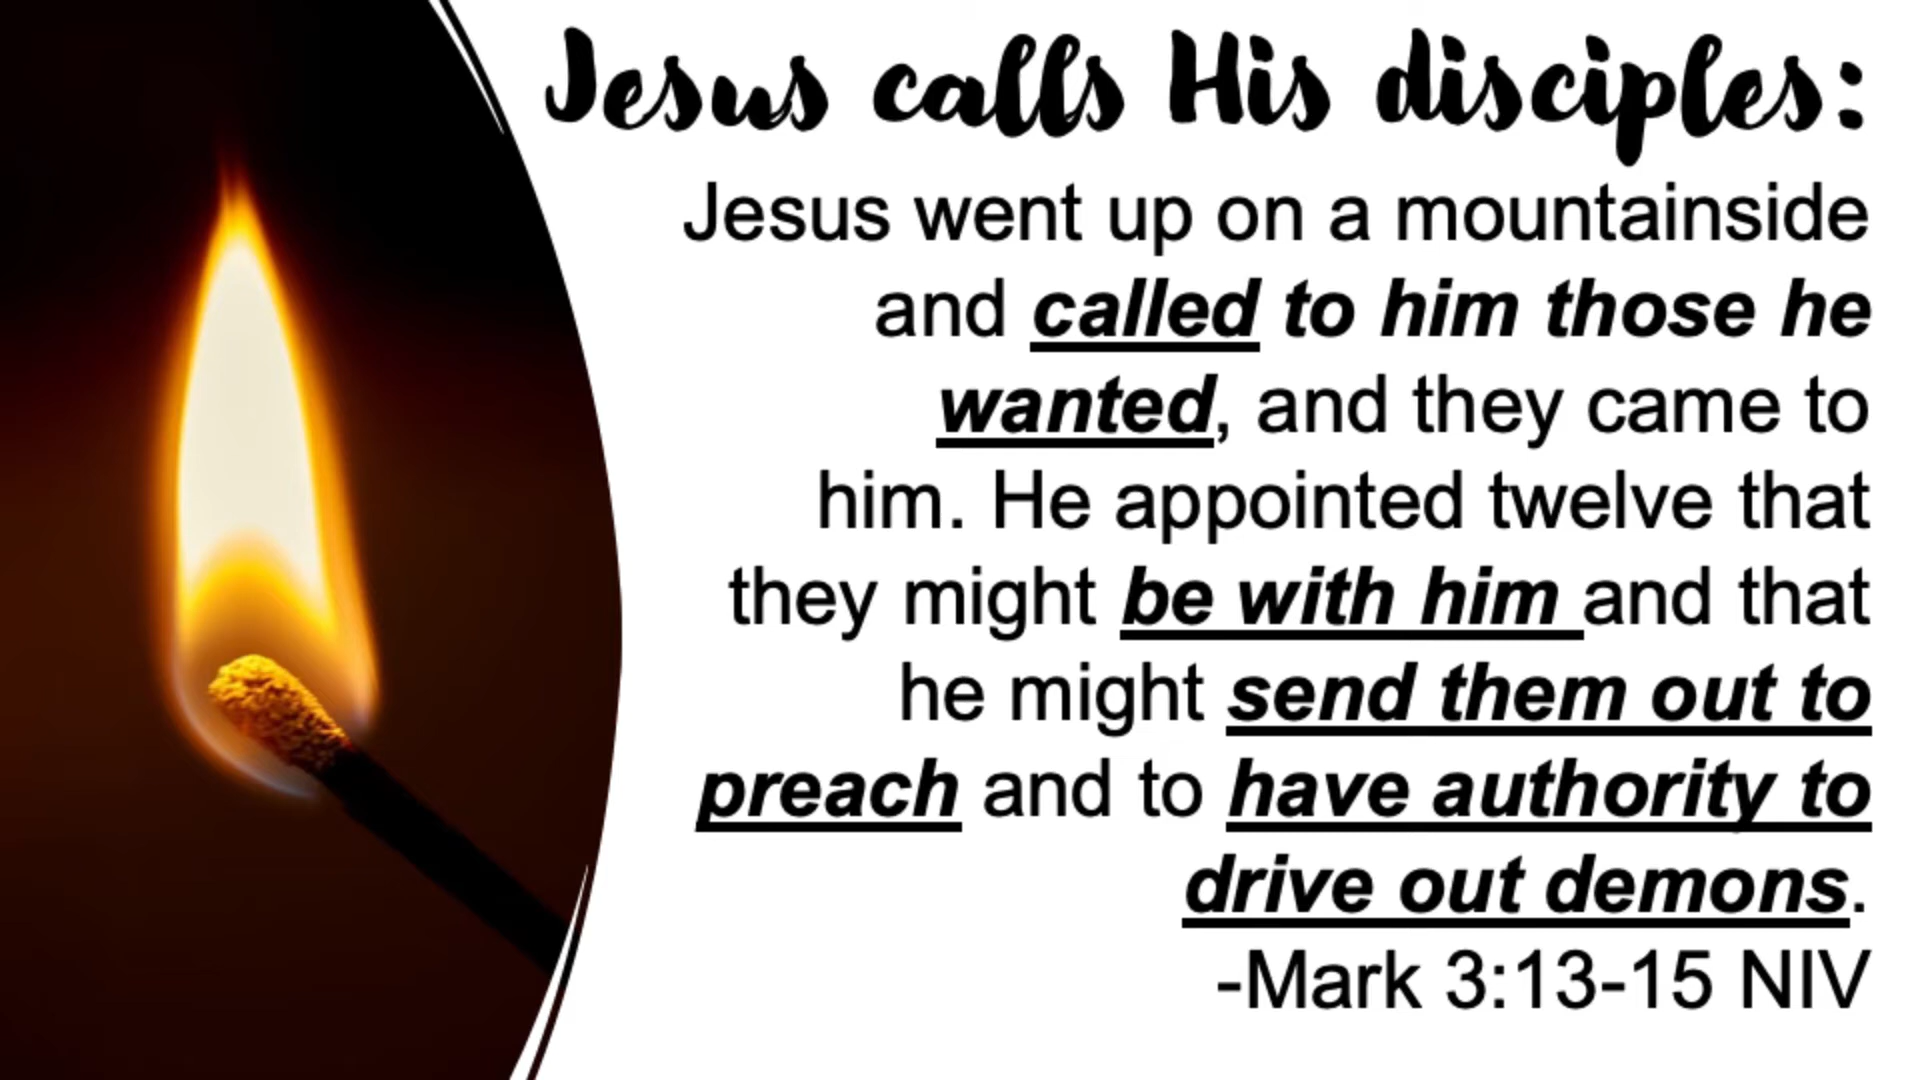 Jesus calls His disciples:
Jesus went up on a mountainside
and called to him those he
wanted, and they came to
him. He appointed twelve that
they might be with him and that
he might send them out to
preach and to have authority to
drive out demons.
-Mark 3:13-15 NIV